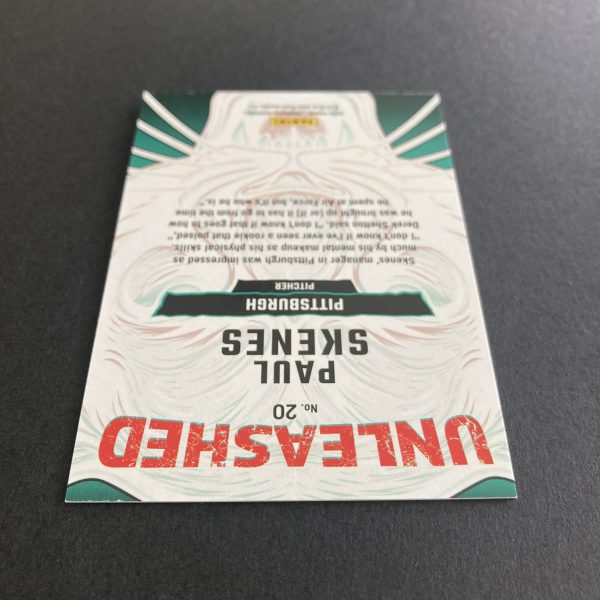 UNLEASHED
No. 20
PAUL
SKENES
PITTSBURGH
PITCHER
Skenes' manager in Pittsburgh was impressed as
much by his mental makeup as his physical skills:
"I don't know if I've ever seen a rookie that poised,"
Derek Shelton said. "I don't know if that goes to how
he was brought up [or if it] has to go from the time
he spent at Air Force, but it's who he is."
PANINI